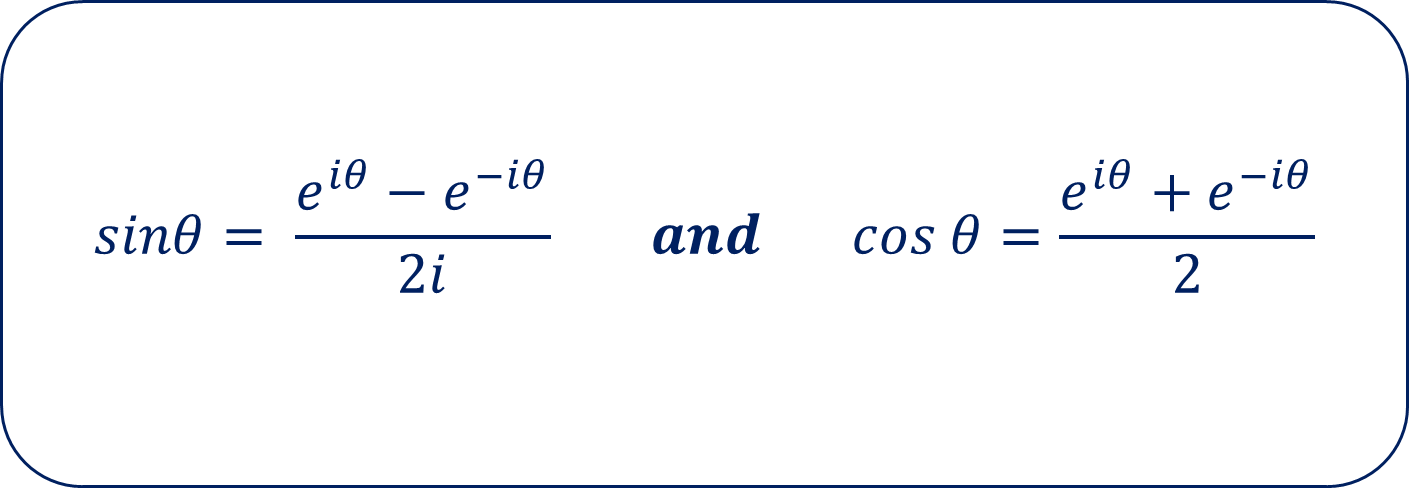 sinθ = (e^{iθ} − e^{−iθ})/(2i) and cos θ = (e^{iθ} + e^{−iθ})/2